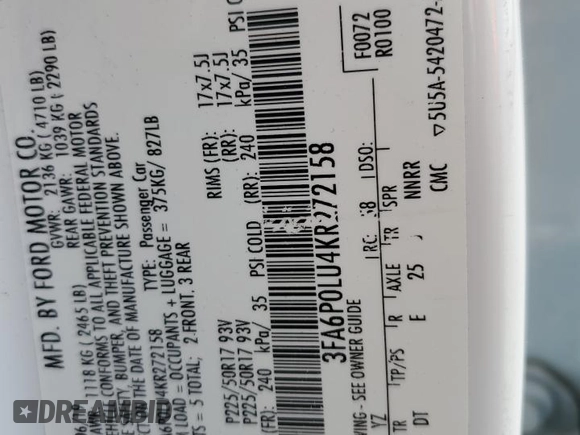 MFD. BY FORD MOTOR CO.
GVWR: 2136 KG ( 4710 LB)
1118 KG ( 2465 LB) REAR GAWR: 1039 KG ( 2290 LB)
CONFORMS TO ALL APPLICABLE FEDERAL MOTOR
BUMPER, AND THEFT PREVENTION STANDARDS
THE DATE OF MANUFACTURE SHOWN ABOVE.
4KR272158 TYPE: Passenger Car
LOAD = OCCUPANTS + LUGGAGE = 375KG/ 827LB
= 5 TOTAL; 2 FRONT, 3 REAR
P225/50R17 93V RIMS (FR): 17x7.5J
P225/50R17 93V (RR): 17x7.5J
(FR): 240 kPa/ 35 PSI COLD (RR): 240 kPa/ 35 PSI
3FA6P0LU4KR272158
F0072
R0100
SEE OWNER GUIDE RC: 38 DSO:
YZ
TR TP/PS R AXLE TR SPR
DT E 25 J NNRR
CMC ▽5U5A-5420472-
DREAMBID